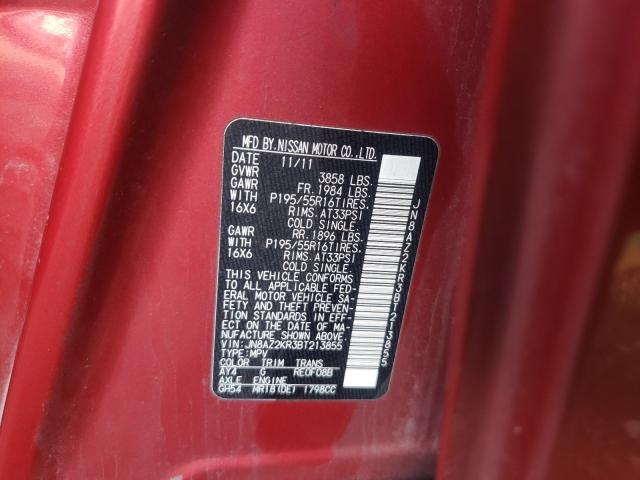 MFD BY.NISSAN MOTOR CO.,LTD.
DATE 11/11
GVWR 3858 LBS.
GAWR FR. 1984 LBS.
WITH P195/55R16TIRES,
16X6 RIMS.AT33PSI
COLD SINGLE.
GAWR RR. 1896 LBS.
WITH P195/55R16TIRES,
16X6 RIMS.AT33PSI
COLD SINGLE.
THIS VEHICLE CONFORMS
TO ALL APPLICABLE FED-
ERAL MOTOR VEHICLE SA-
FETY AND THEFT PREVEN-
TION STANDARDS IN EFF-
ECT ON THE DATE OF MA-
NUFACTURE SHOWN ABOVE.
VIN:JN8AZ2KR3BT213855
TYPE:MPV
COLOR TRIM TRANS
AY4 G RE0F08B
AXLE ENGINE
GH54 MR18(DE) 1798CC
JN8AZ2KR3BT213855